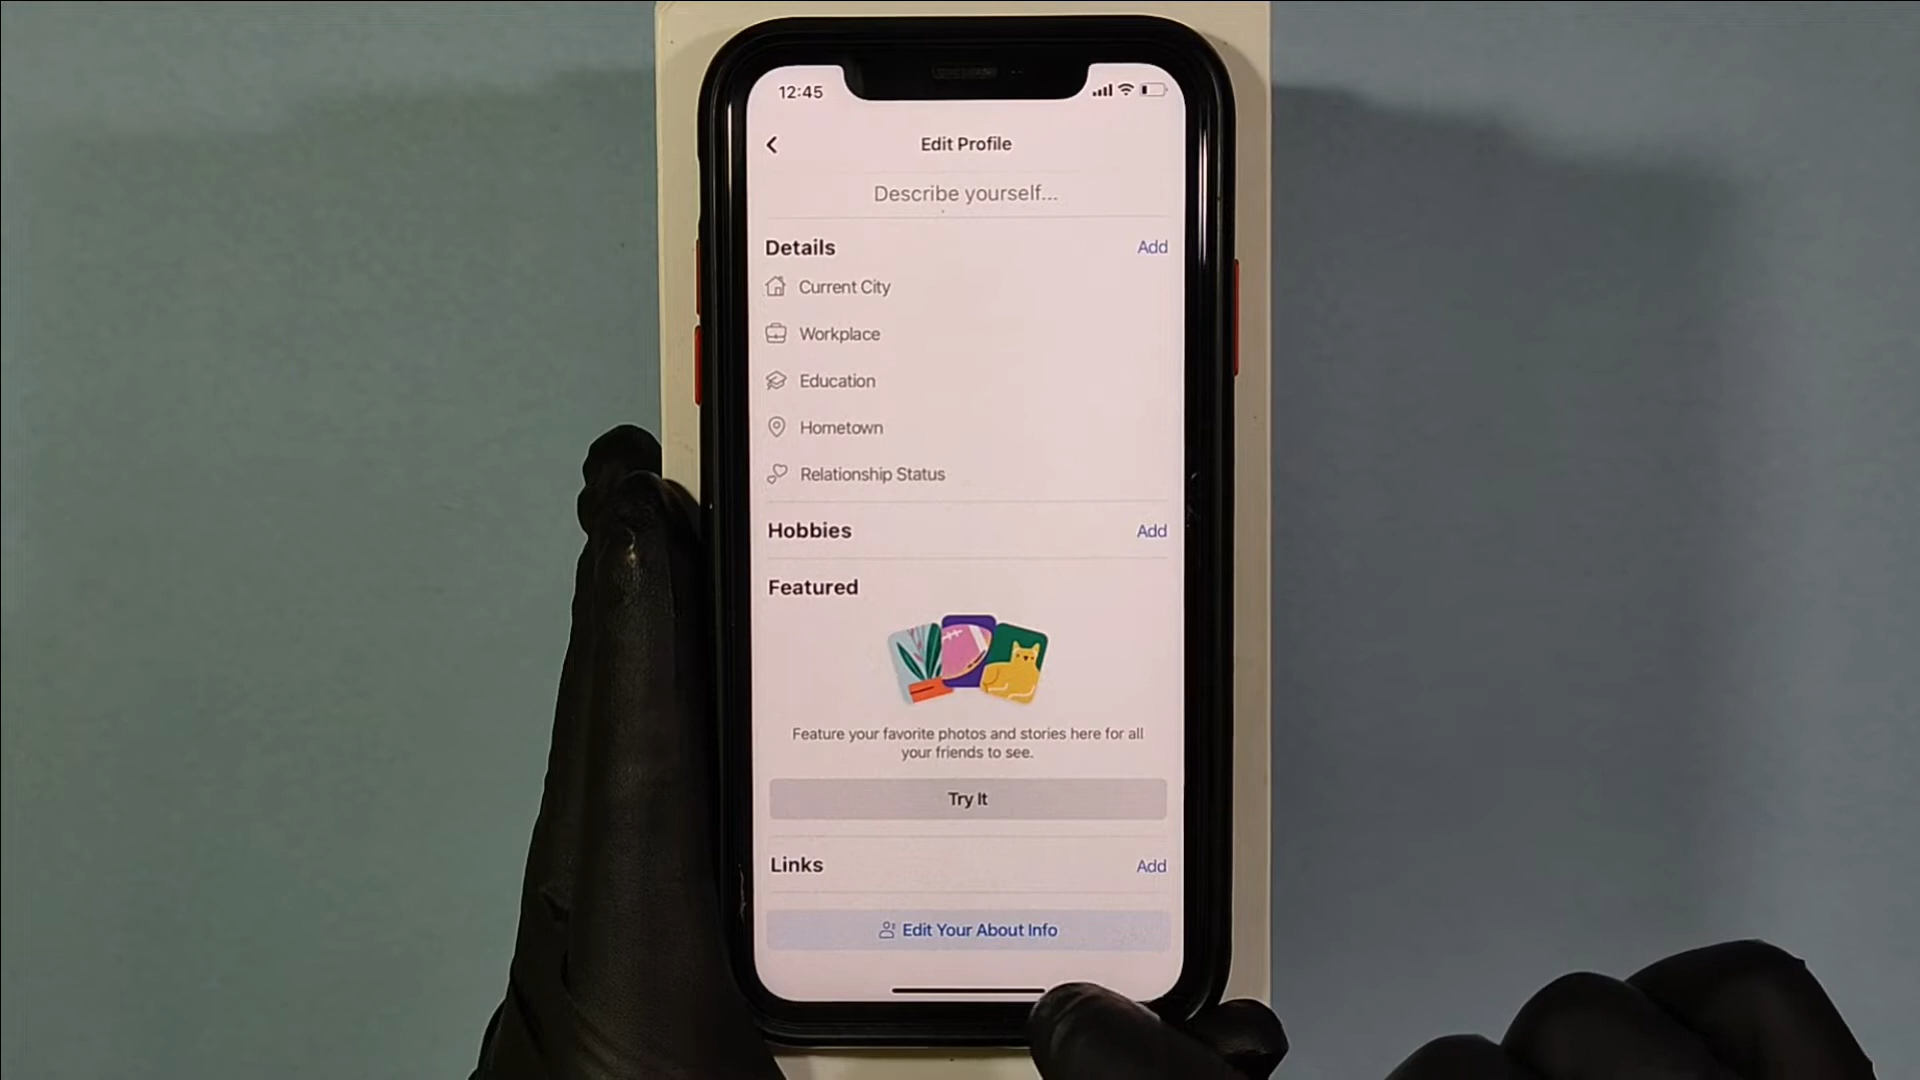 12:45
Edit Profile
Describe yourself...
Details
Add
Current City
Workplace
Education
Hometown
Relationship Status
Hobbies
Add
Featured
Feature your favorite photos and stories here for all
your friends to see.
Try It
Links
Add
Edit Your About Info